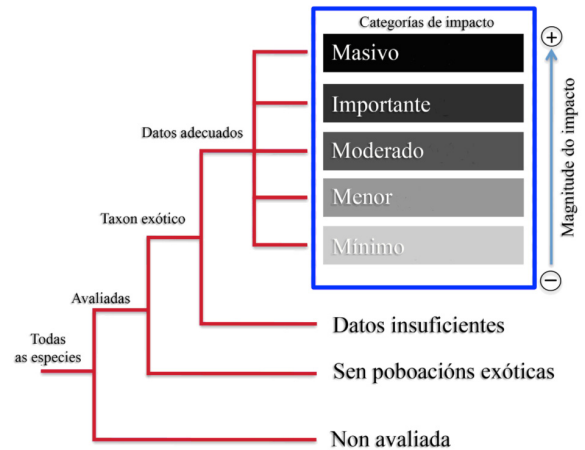 Categorías de impacto
Masivo
Importante
Moderado
Menor
Mínimo
+
Magnitude do impacto
−
Datos adecuados
Taxon exótico
Avaliadas
Todas
as especies
Datos insuficientes
Sen poboacións exóticas
Non avaliada